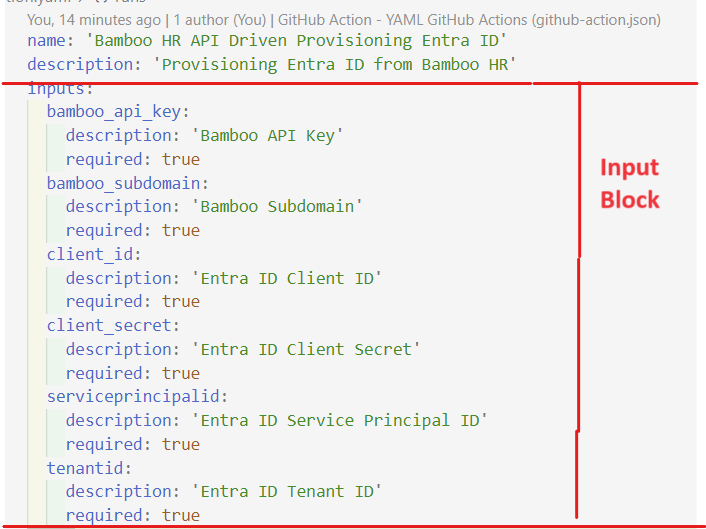 You, 14 minutes ago | 1 author (You) | GitHub Action - YAML GitHub Actions (github-action.json)
name: 'Bamboo HR API Driven Provisioning Entra ID'
description: 'Provisioning Entra ID from Bamboo HR'
inputs:
  bamboo_api_key:
    description: 'Bamboo API Key'
    required: true
  bamboo_subdomain:
    description: 'Bamboo Subdomain'
    required: true
  client_id:
    description: 'Entra ID Client ID'
    required: true
  client_secret:
    description: 'Entra ID Client Secret'
    required: true
  serviceprincipalid:
    description: 'Entra ID Service Principal ID'
    required: true
  tenantid:
    description: 'Entra ID Tenant ID'
    required: true
Input
Block